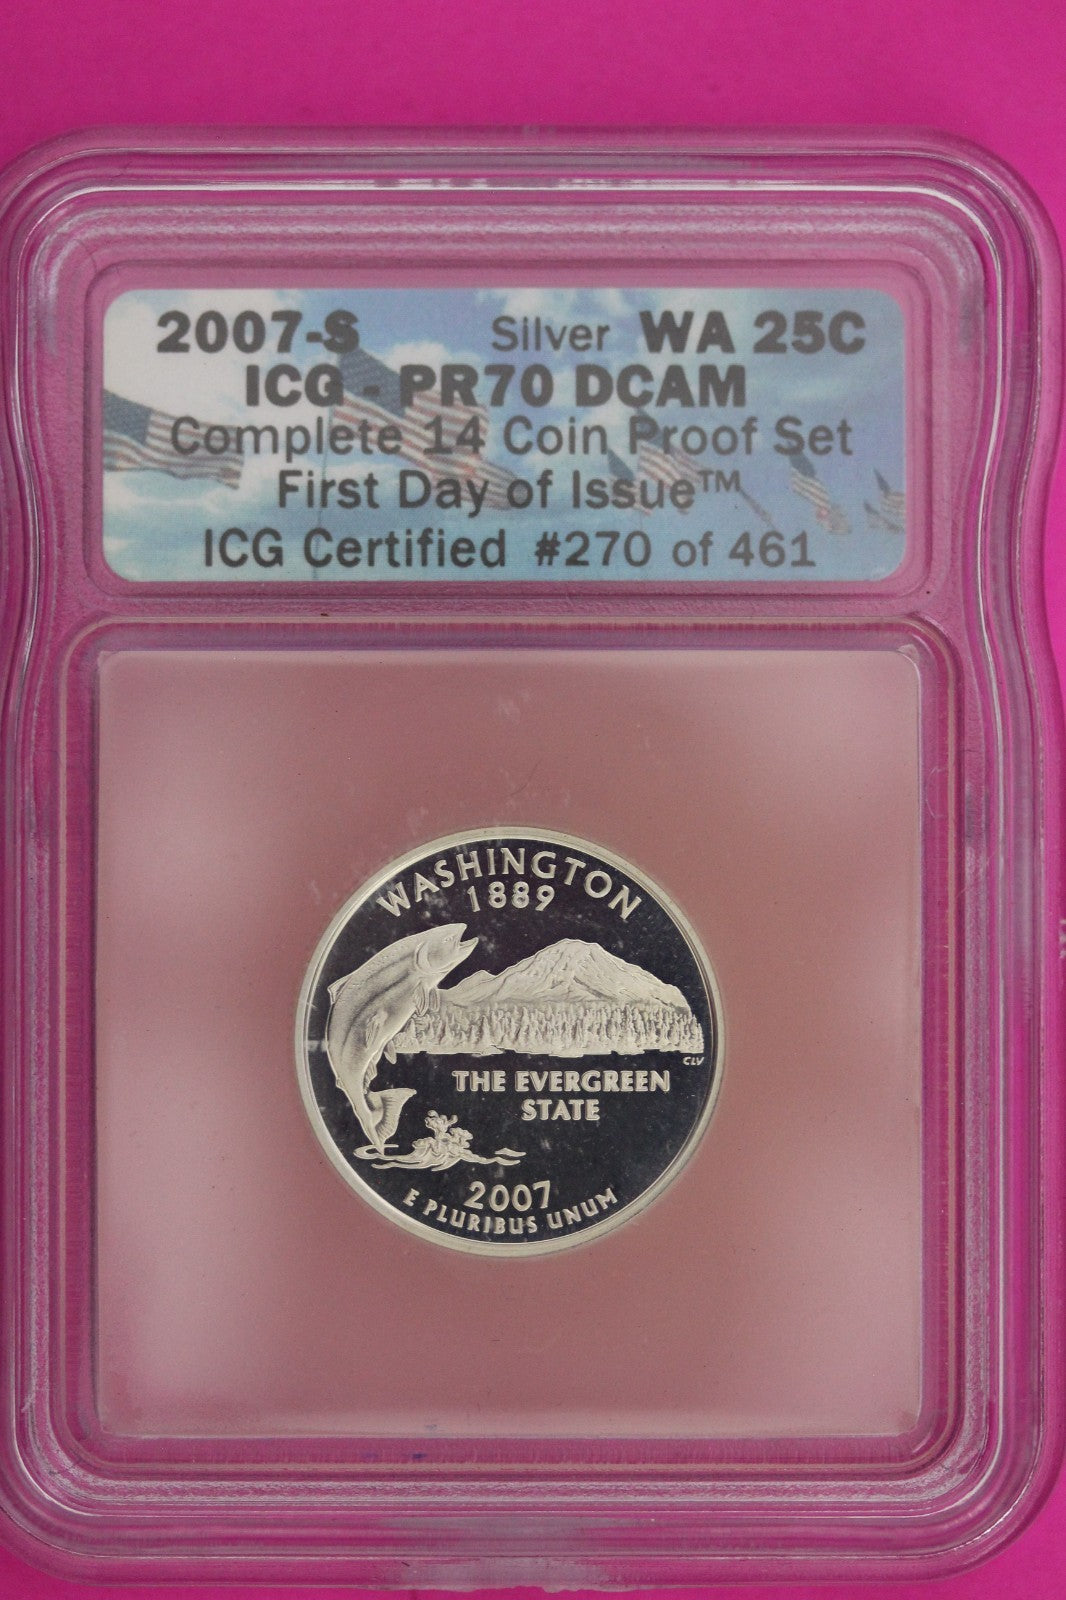 2007-S Silver WA 25C
ICG - PR70 DCAM
Complete 14 Coin Proof Set
First Day of Issue™
ICG Certified #270 of 461
WASHINGTON
1889
CLV
THE EVERGREEN
STATE
2007
E PLURIBUS UNUM